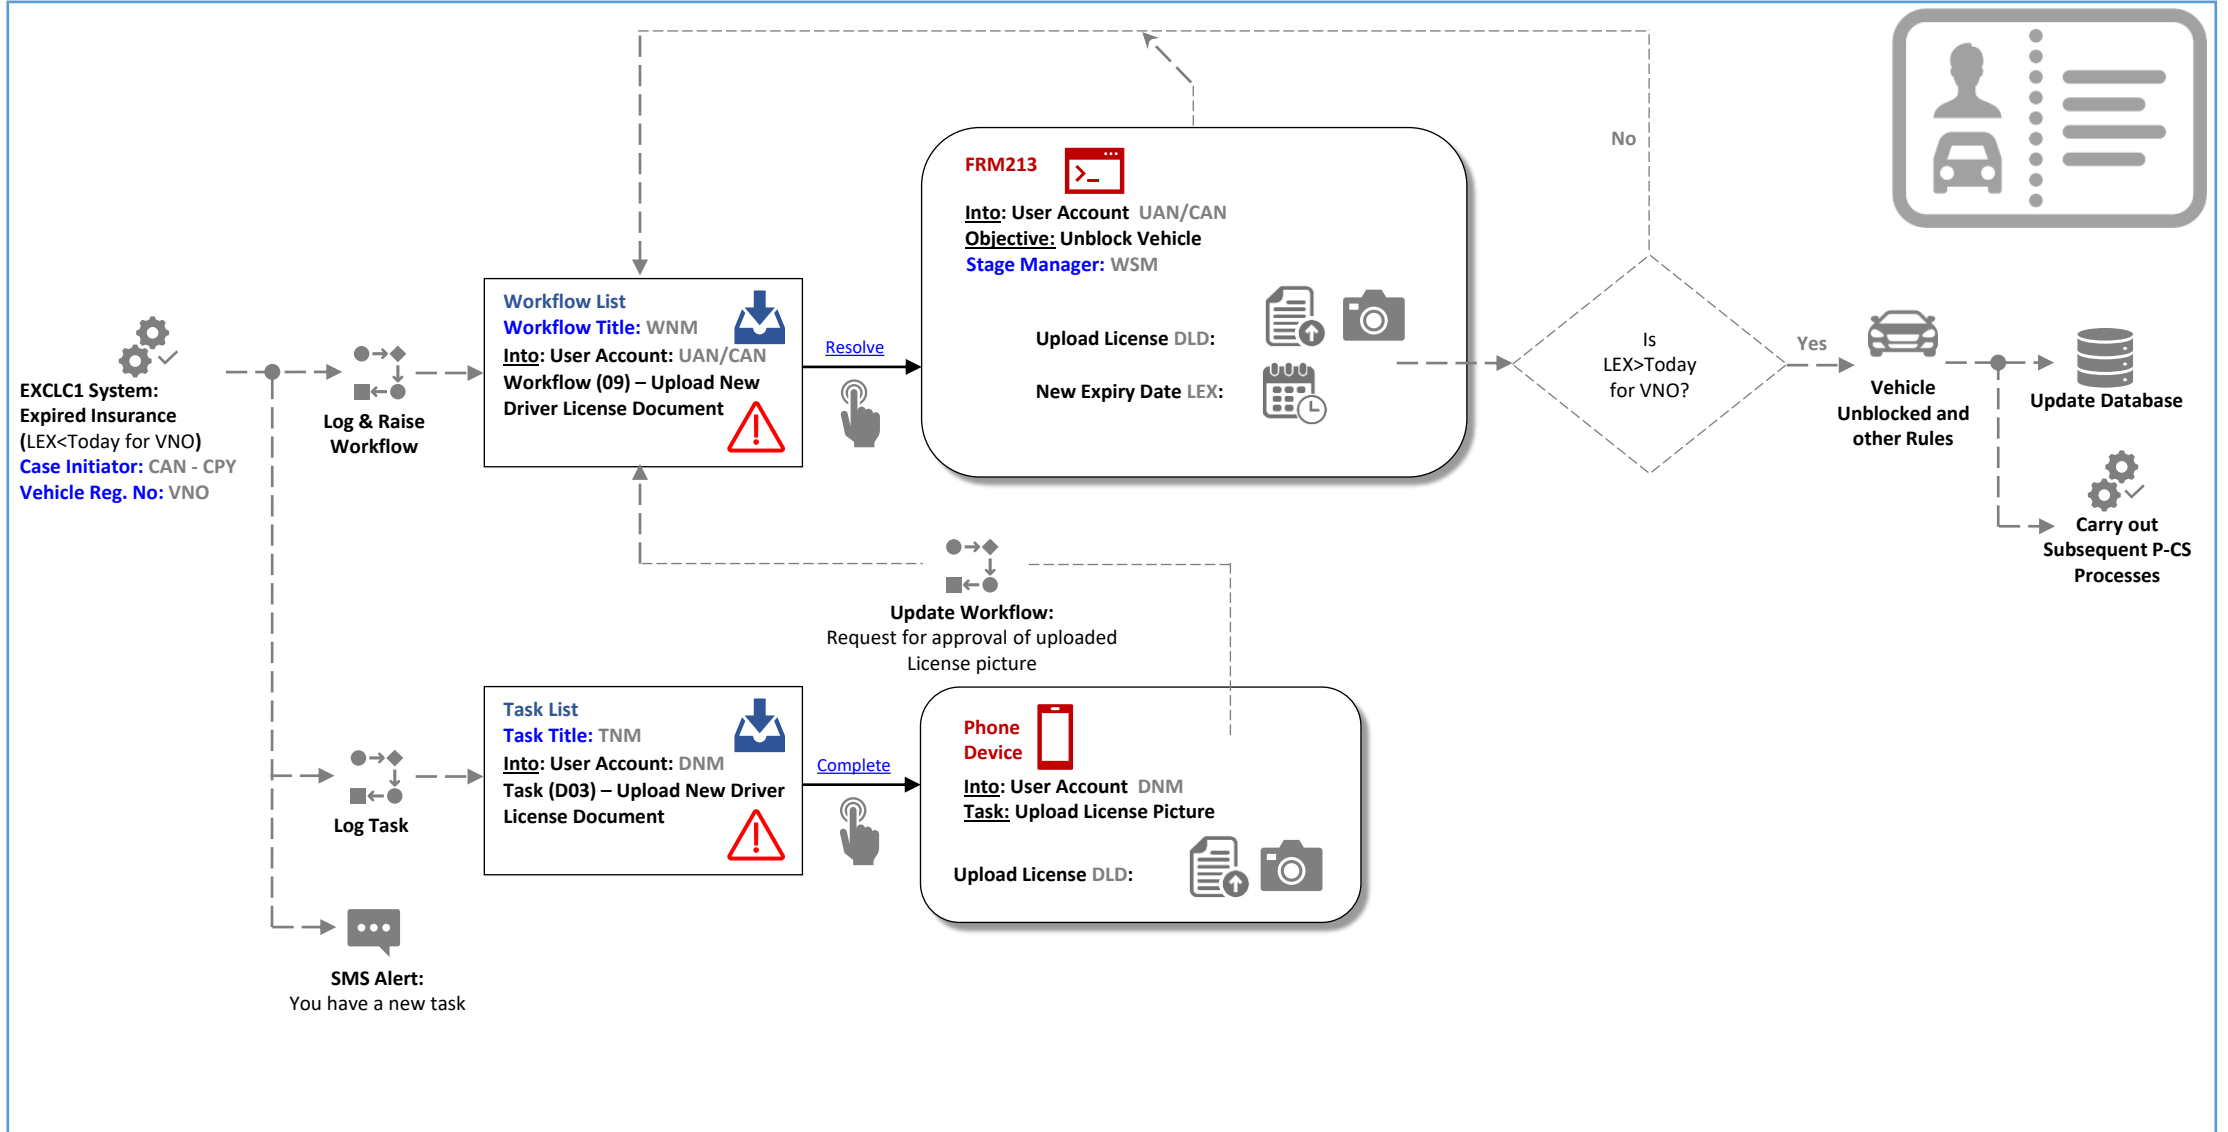 EXCLC1 System:
Expired Insurance
(LEX<Today for VNO)
Case Initiator: CAN - CPY
Vehicle Reg. No: VNO
Log & Raise
Workflow
Workflow List
Workflow Title: WNM
Into: User Account: UAN/CAN
Workflow (09) – Upload New
Driver License Document
Resolve
FRM213
Into: User Account UAN/CAN
Objective: Unblock Vehicle
Stage Manager: WSM
Upload License DLD:
New Expiry Date LEX:
No
Is
LEX>Today
for VNO?
Yes
Vehicle
Unblocked and
other Rules
Update Database
Carry out
Subsequent P-CS
Processes
Update Workflow:
Request for approval of uploaded
License picture
Log Task
Task List
Task Title: TNM
Into: User Account: DNM
Task (D03) – Upload New Driver
License Document
Complete
Phone
Device
Into: User Account DNM
Task: Upload License Picture
Upload License DLD:
SMS Alert:
You have a new task